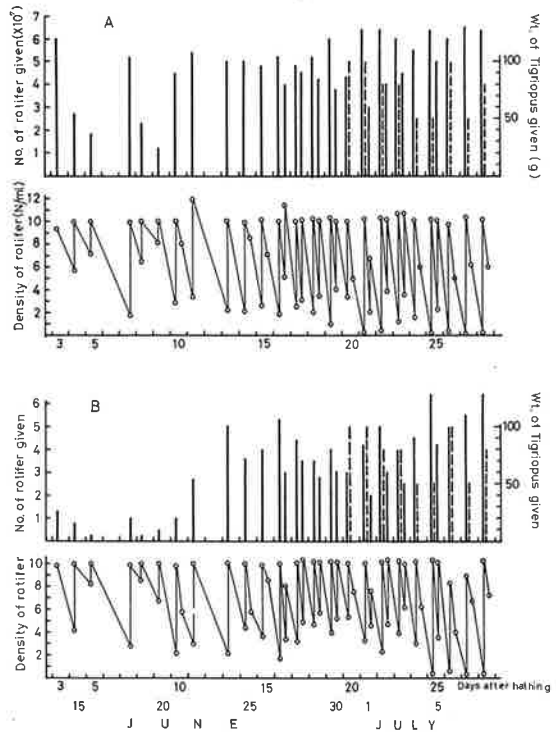 A
No. of rotifer given(X10⁷)
7
6
5
4
3
2
1
Wt. of Tigriopus given (g)
100
50
Density of rotifer(N/mℓ)
12
10
8
6
4
2
3 5 10 15 20 25
B
No. of rotifer given
6
5
4
3
2
1
Wt. of Tigriopus given
100
50
Density of rotifer
10
8
6
4
2
3 5 10 15 20 25 Days after hathing
15 20 25 30 1 5
J U N E J U L Y